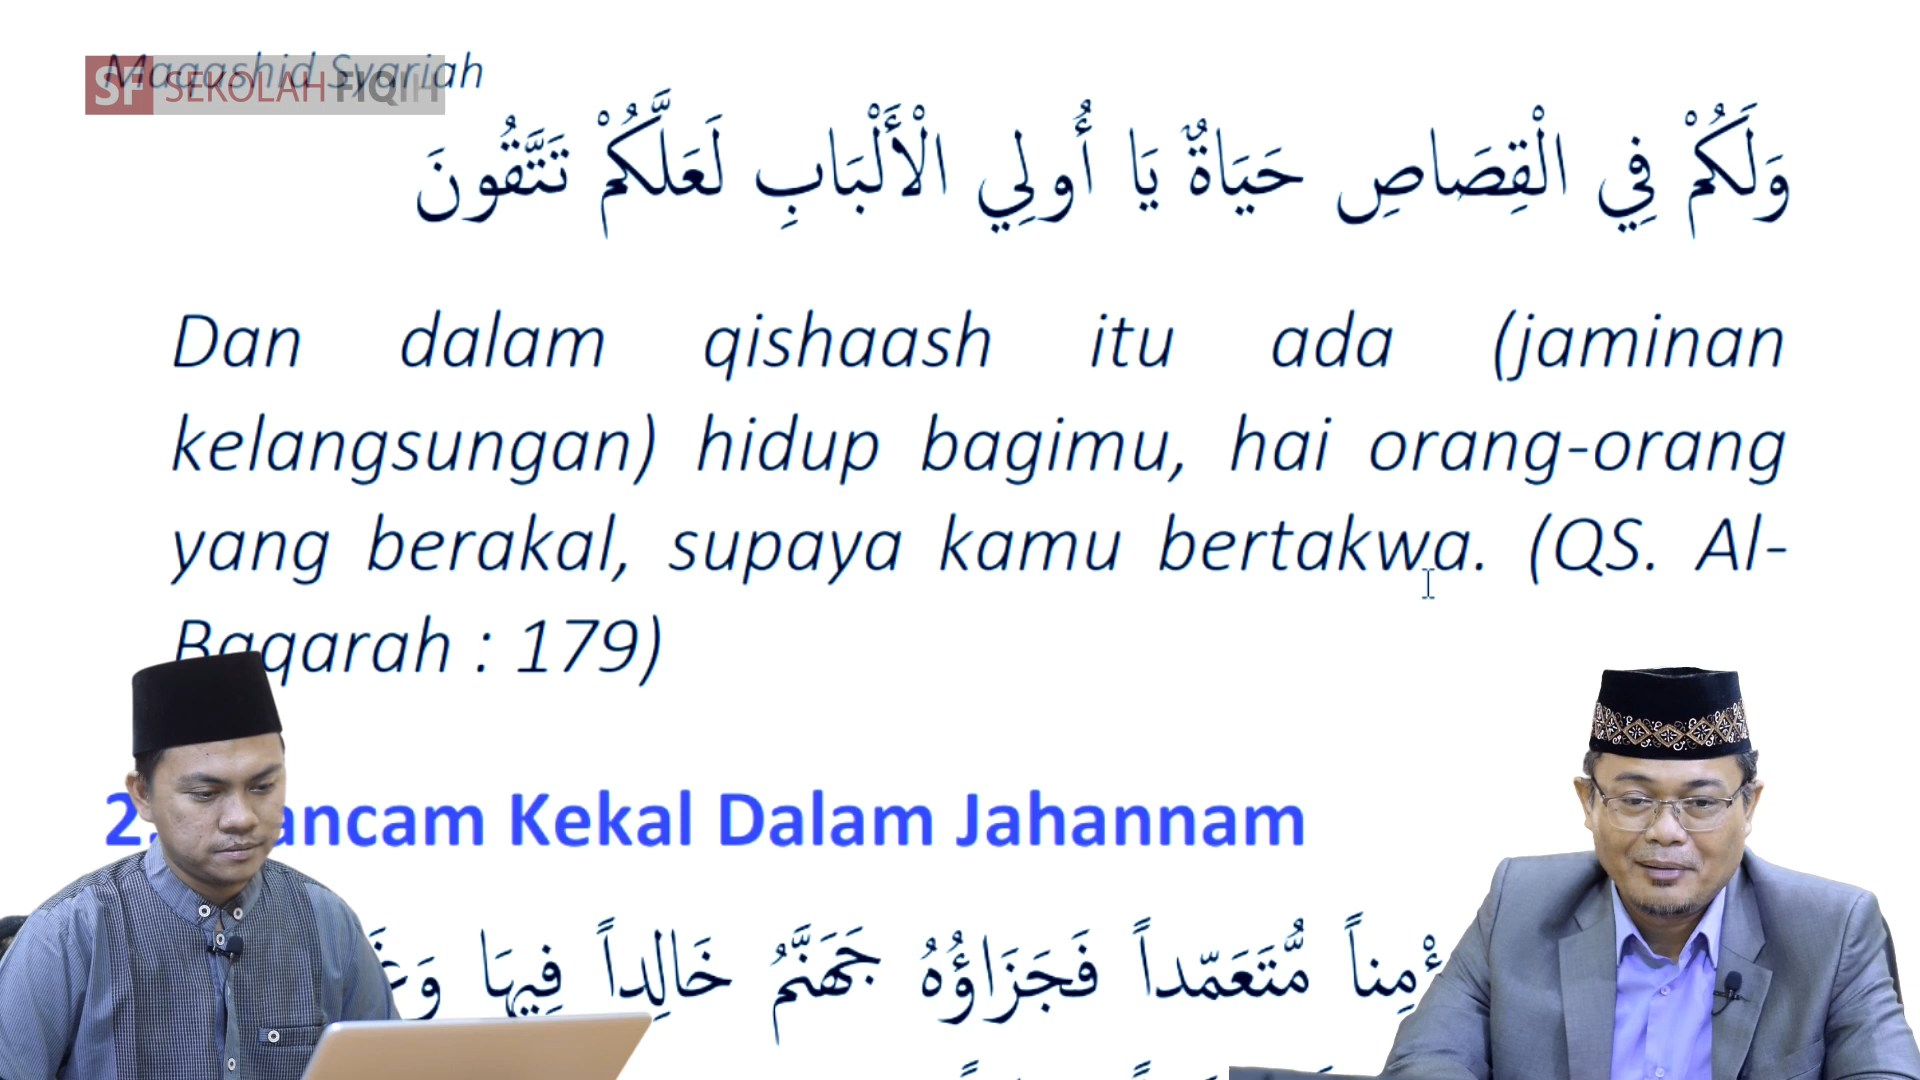 Maqashid Syariah
SF SEKOLAH FIQIH
وَلَكُمْ فِي الْقِصَاصِ حَيَاةٌ يَا أُولِي الْأَلْبَابِ لَعَلَّكُمْ تَتَّقُونَ
Dan dalam qishaash itu ada (jaminan
kelangsungan) hidup bagimu, hai orang-orang
yang berakal, supaya kamu bertakwa. (QS. Al-
Baqarah : 179)
2. ancam Kekal Dalam Jahannam
مُّتَعَمّداً فَجَزَاؤُهُ جَهَنَّمُ خَالِداً فِيهَا